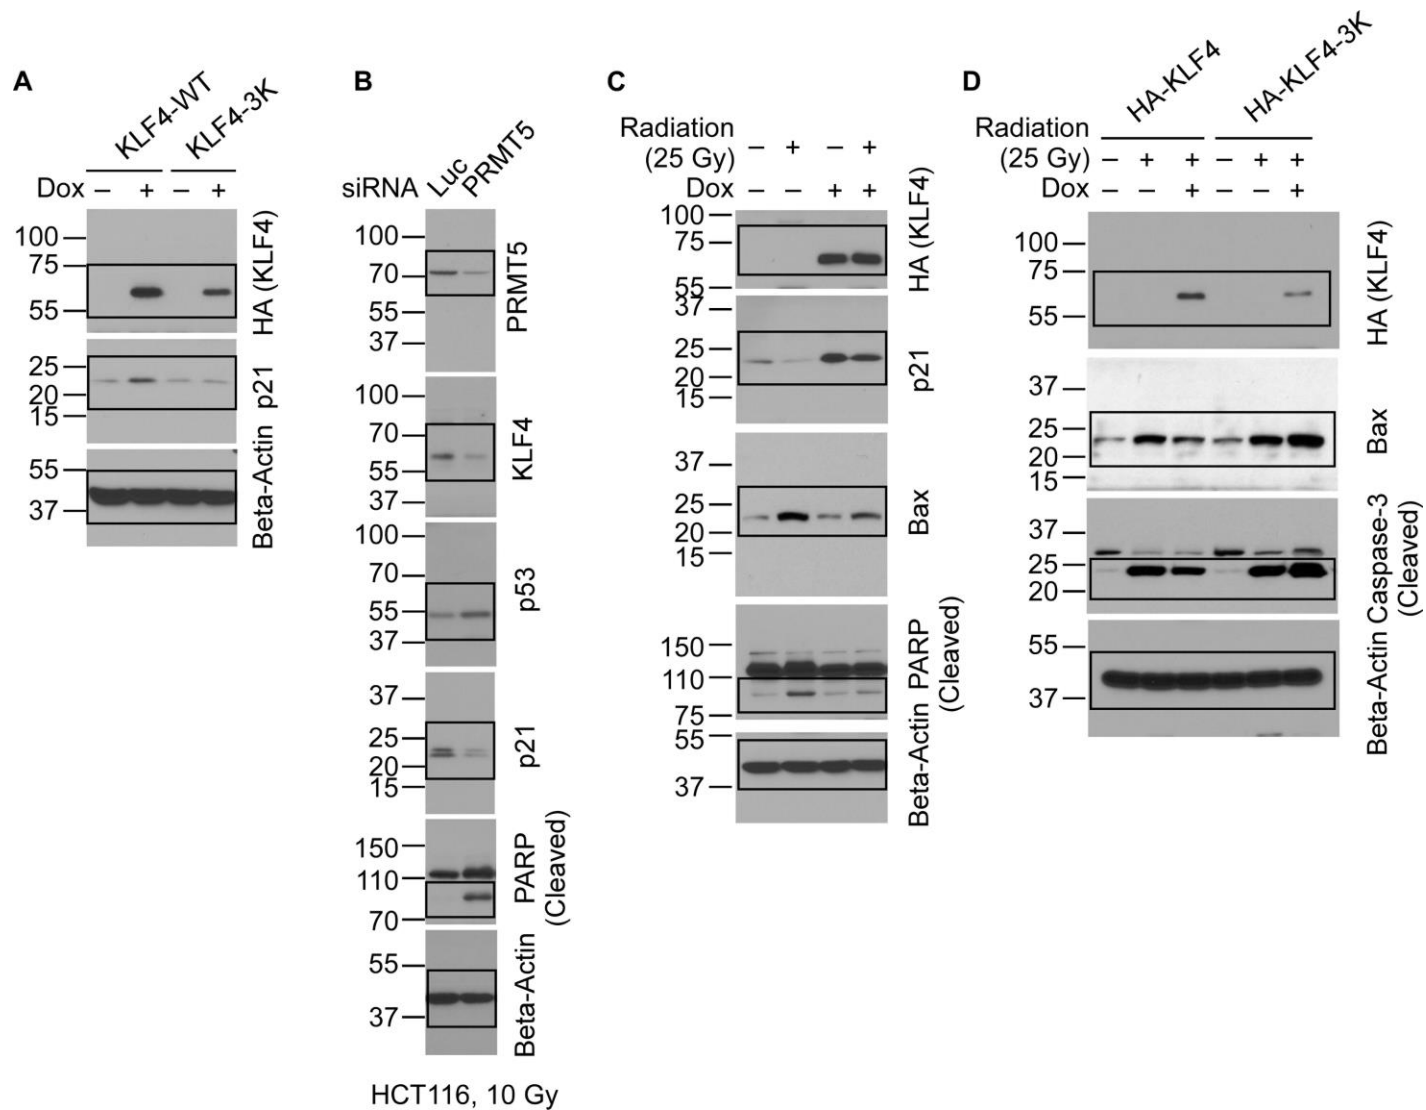 A
KLF4-WT
KLF4-3K
Dox – + – +
100
75
55
HA (KLF4)
25
20
15
p21
55
37
Beta-Actin
B
siRNA Luc PRMT5
100
70
55
37
PRMT5
100
70
55
37
KLF4
100
70
55
37
p53
37
25
20
15
p21
150
110
70
PARP
(Cleaved)
55
37
Beta-Actin
HCT116, 10 Gy
C
Radiation
(25 Gy) – + – +
Dox – – + +
100
75
55
HA (KLF4)
37
25
20
15
p21
37
25
20
15
Bax
150
110
75
PARP
(Cleaved)
55
37
Beta-Actin
D
HA-KLF4
HA-KLF4-3K
Radiation
(25 Gy) – + + – + +
Dox – – + – – +
100
75
55
HA (KLF4)
37
25
20
15
Bax
37
25
20
Caspase-3
(Cleaved)
55
37
Beta-Actin